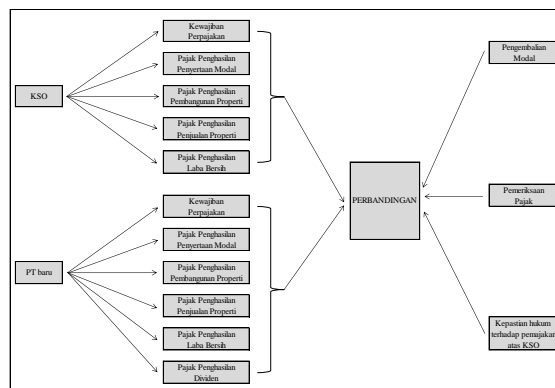 KSO
Kewajiban
Perpajakan
Pajak Penghasilan
Penyertaan Modal
Pajak Penghasilan
Pembangunan Properti
Pajak Penghasilan
Penjualan Properti
Pajak Penghasilan
Laba Bersih
PT baru
Kewajiban
Perpajakan
Pajak Penghasilan
Penyertaan Modal
Pajak Penghasilan
Pembangunan Properti
Pajak Penghasilan
Penjualan Properti
Pajak Penghasilan
Laba Bersih
Pajak Penghasilan
Dividen
PERBANDINGAN
Pengembalian
Modal
Pemeriksaan
Pajak
Kepastian hukum
terhadap pemajakan
atas KSO